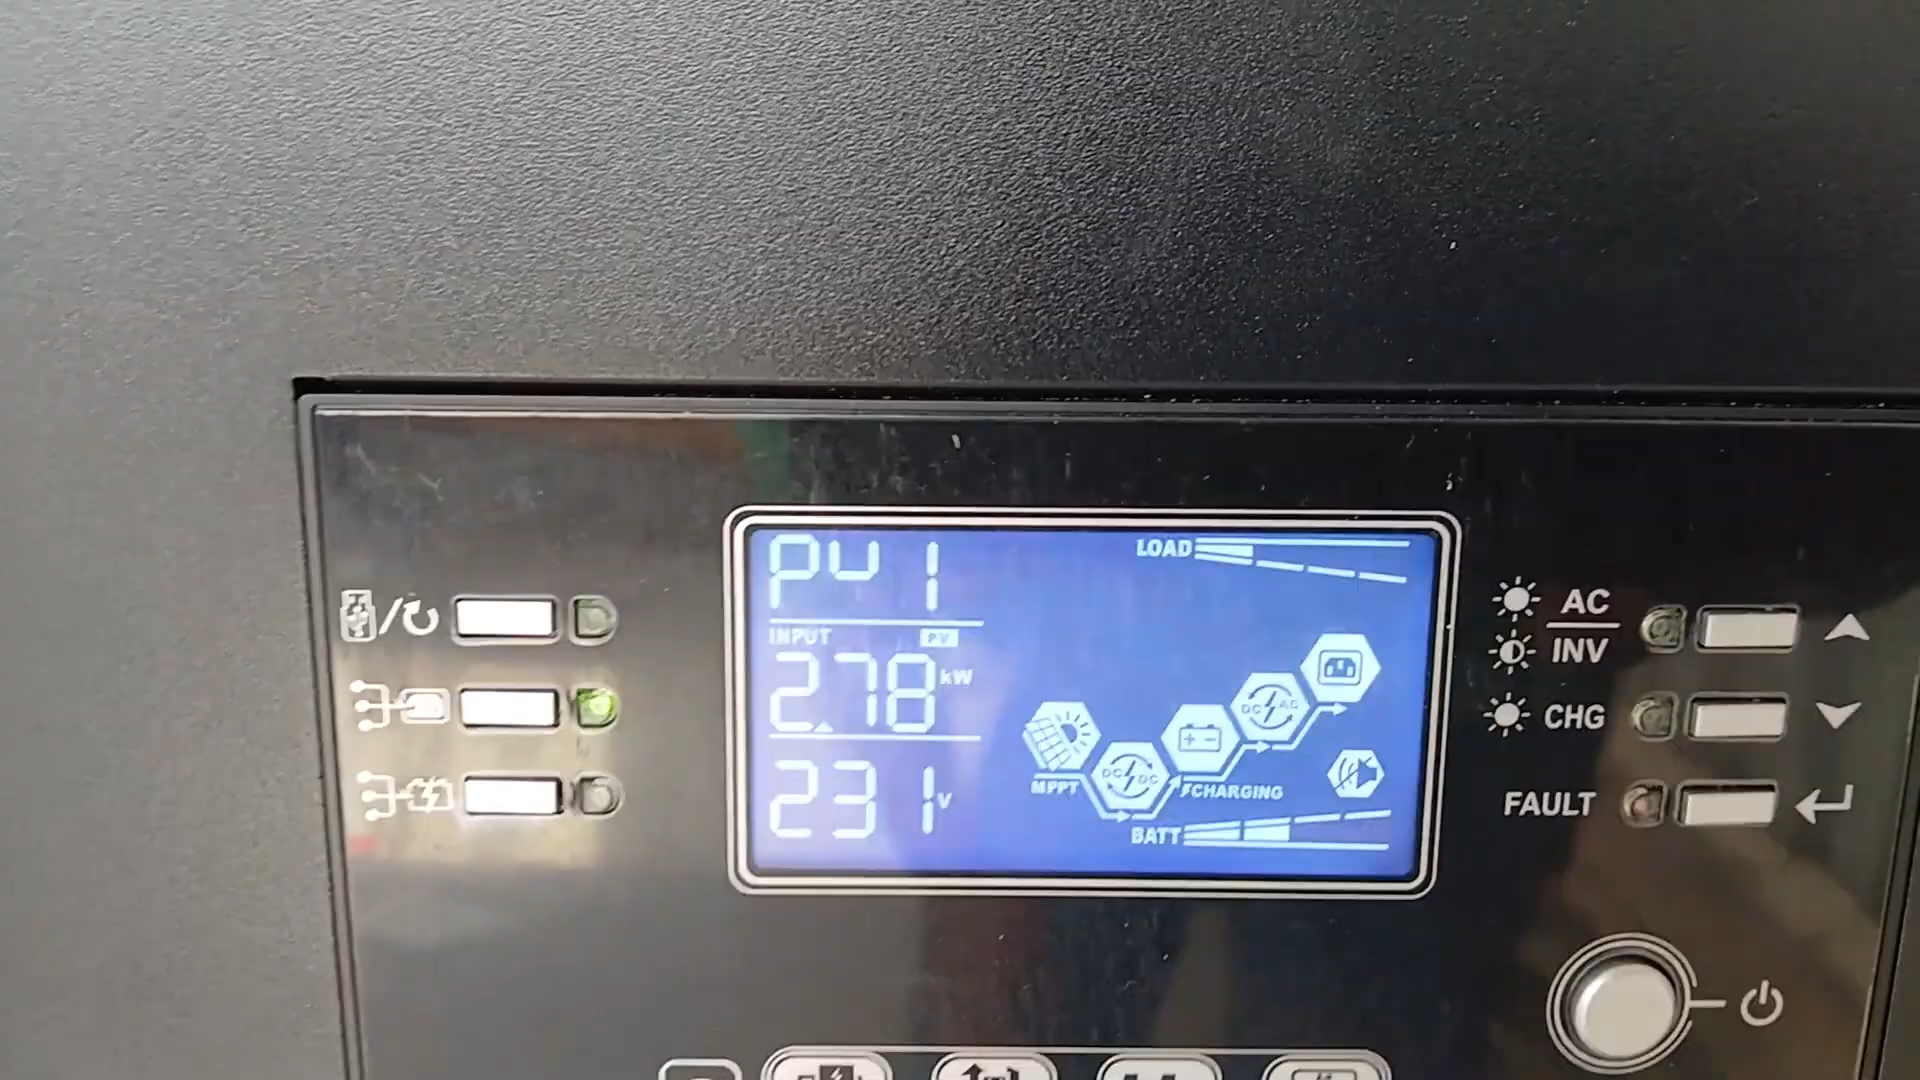 PV1
LOAD
INPUT PV
2.78 kW
231 V
MPPT
DC DC
DC AC
CHARGING
BATT
AC
INV
CHG
FAULT